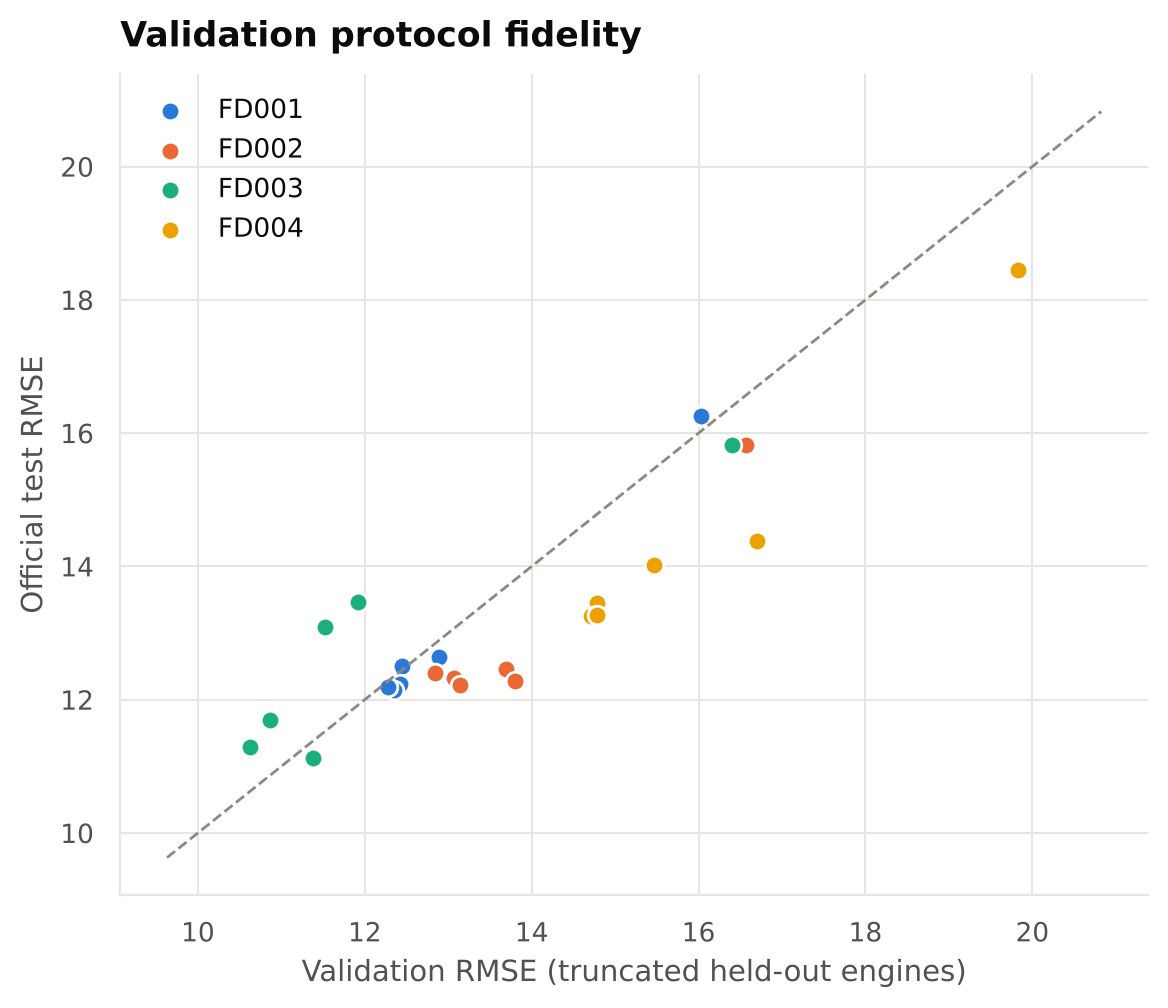 Validation protocol fidelity
FD001
FD002
FD003
FD004
Official test RMSE
20
18
16
14
12
10
10 12 14 16 18 20
Validation RMSE (truncated held-out engines)